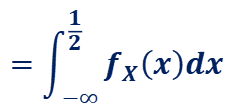 = ∫_{-∞}^{1/2} f_X(x)dx